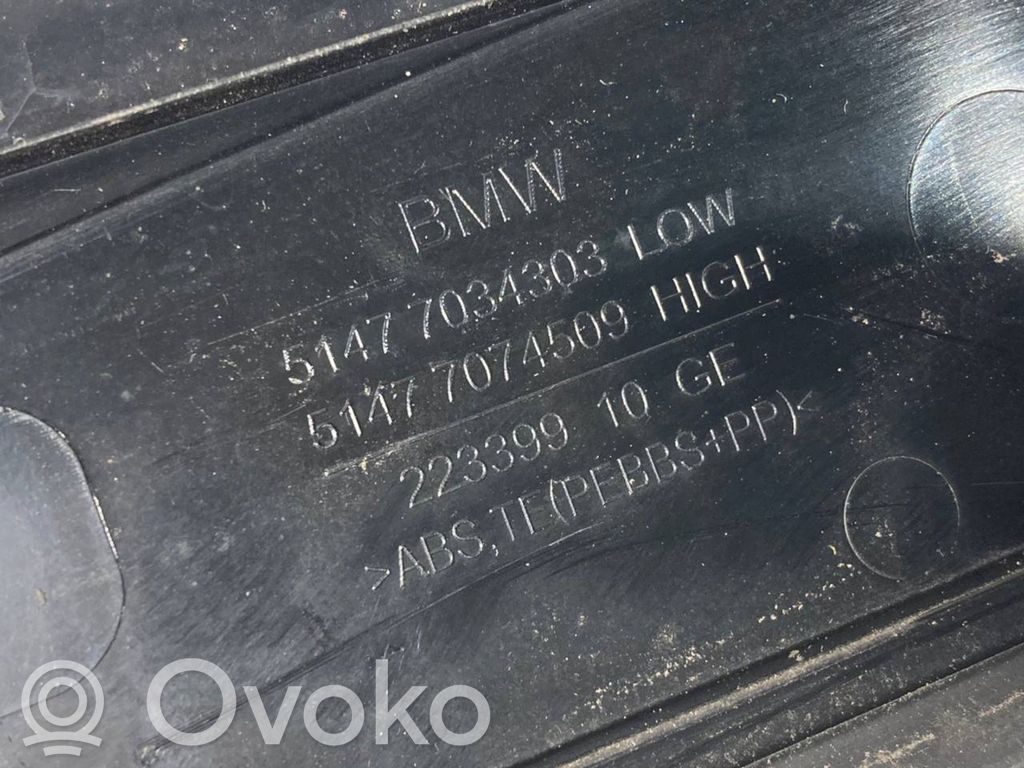 BMW
5147 7034303 LOW
5147 7074509 HIGH
223399 10 GE
>ABS,TE(PEBBS+PP)<
Ovoko